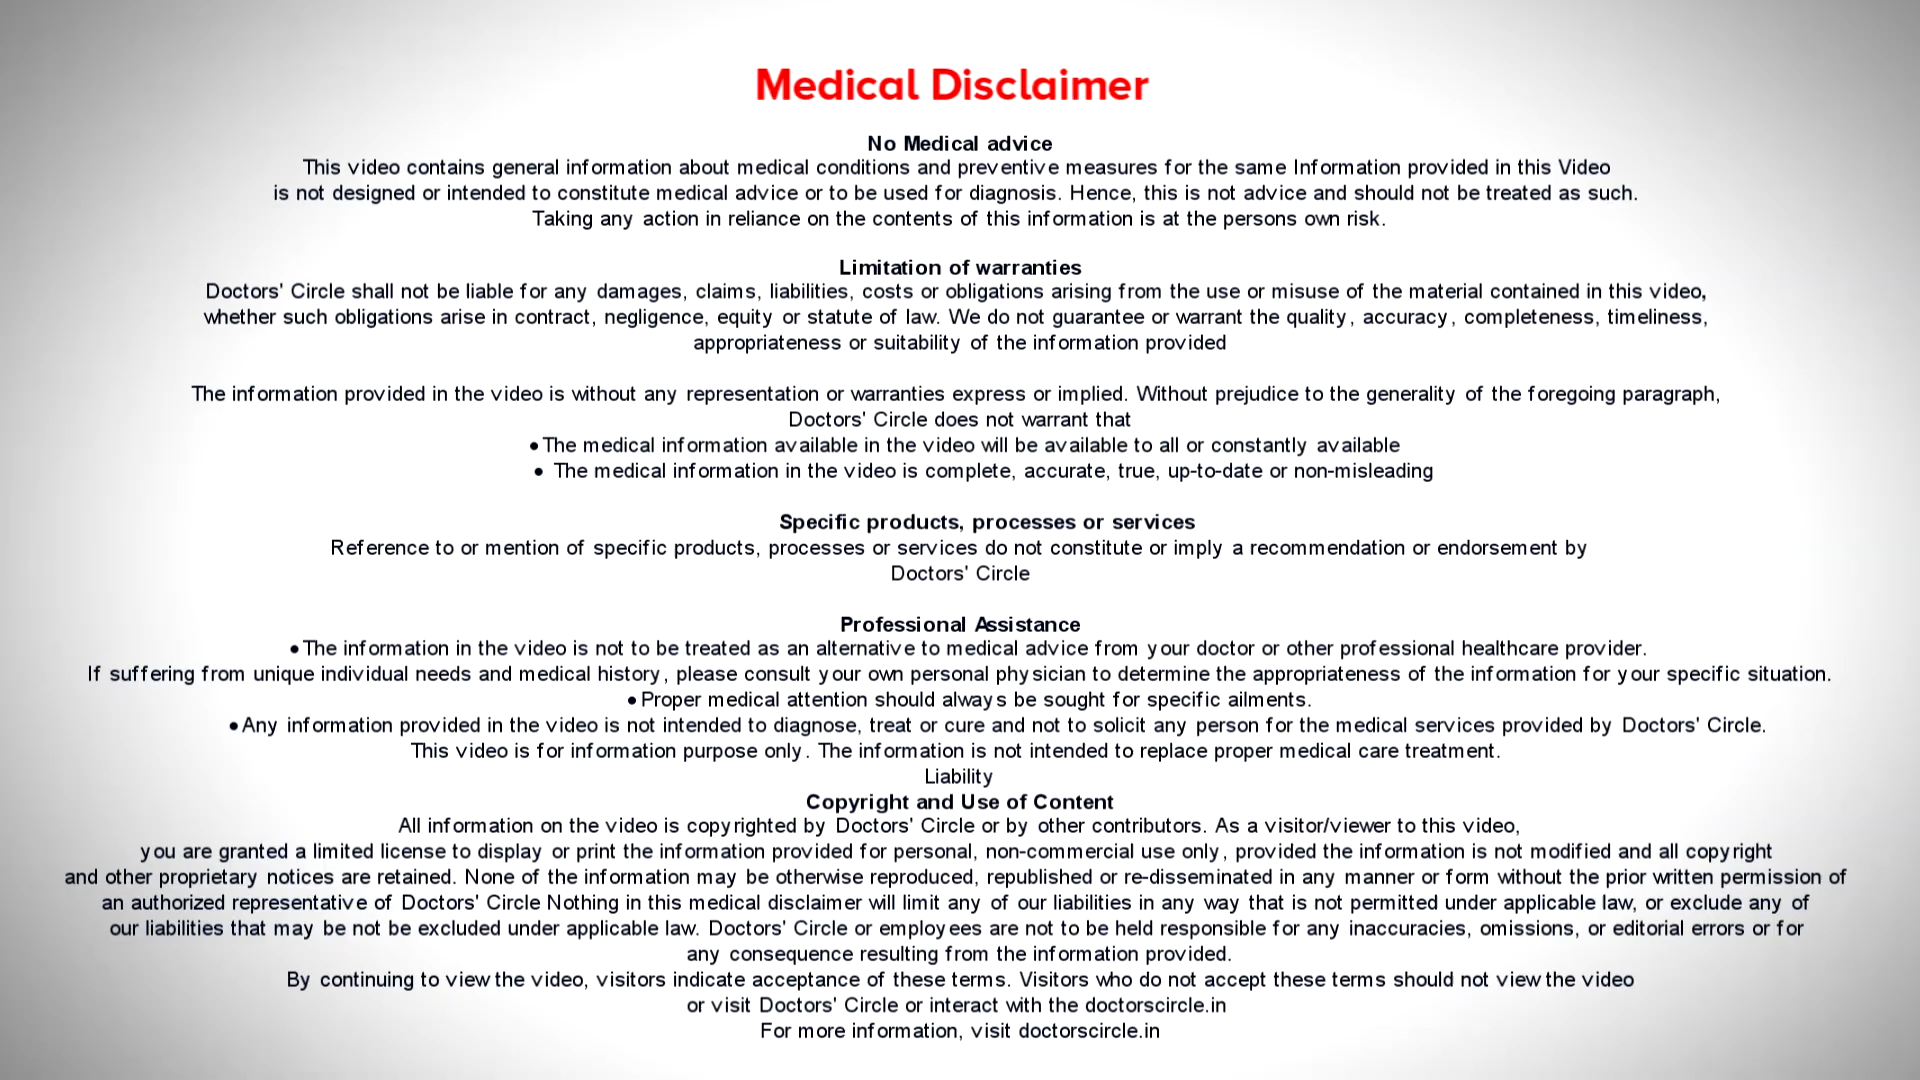 Medical Disclaimer
No Medical advice
This video contains general information about medical conditions and preventive measures for the same Information provided in this Video
is not designed or intended to constitute medical advice or to be used for diagnosis. Hence, this is not advice and should not be treated as such.
Taking any action in reliance on the contents of this information is at the persons own risk.
Limitation of warranties
Doctors' Circle shall not be liable for any damages, claims, liabilities, costs or obligations arising from the use or misuse of the material contained in this video,
whether such obligations arise in contract, negligence, equity or statute of law. We do not guarantee or warrant the quality, accuracy, completeness, timeliness,
appropriateness or suitability of the information provided
The information provided in the video is without any representation or warranties express or implied. Without prejudice to the generality of the foregoing paragraph,
Doctors' Circle does not warrant that
• The medical information available in the video will be available to all or constantly available
• The medical information in the video is complete, accurate, true, up-to-date or non-misleading
Specific products, processes or services
Reference to or mention of specific products, processes or services do not constitute or imply a recommendation or endorsement by
Doctors' Circle
Professional Assistance
• The information in the video is not to be treated as an alternative to medical advice from your doctor or other professional healthcare provider.
If suffering from unique individual needs and medical history, please consult your own personal physician to determine the appropriateness of the information for your specific situation.
• Proper medical attention should always be sought for specific ailments.
• Any information provided in the video is not intended to diagnose, treat or cure and not to solicit any person for the medical services provided by Doctors' Circle.
This video is for information purpose only. The information is not intended to replace proper medical care treatment.
Liability
Copyright and Use of Content
All information on the video is copyrighted by Doctors' Circle or by other contributors. As a visitor/viewer to this video,
you are granted a limited license to display or print the information provided for personal, non-commercial use only, provided the information is not modified and all copyright
and other proprietary notices are retained. None of the information may be otherwise reproduced, republished or re-disseminated in any manner or form without the prior written permission of
an authorized representative of Doctors' Circle Nothing in this medical disclaimer will limit any of our liabilities in any way that is not permitted under applicable law, or exclude any of
our liabilities that may be not be excluded under applicable law. Doctors' Circle or employees are not to be held responsible for any inaccuracies, omissions, or editorial errors or for
any consequence resulting from the information provided.
By continuing to view the video, visitors indicate acceptance of these terms. Visitors who do not accept these terms should not view the video
or visit Doctors' Circle or interact with the doctorscircle.in
For more information, visit doctorscircle.in